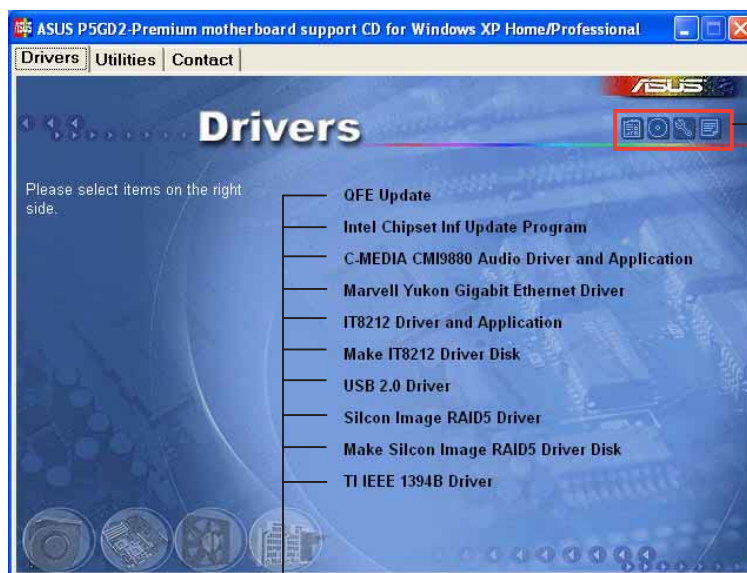 ASUS P5GD2-Premium motherboard support CD for Windows XP Home/Professional
Drivers Utilities Contact
ASUS
Drivers
Please select items on the right
side.
QFE Update
Intel Chipset Inf Update Program
C-MEDIA CMI9880 Audio Driver and Application
Marvell Yukon Gigabit Ethernet Driver
IT8212 Driver and Application
Make IT8212 Driver Disk
USB 2.0 Driver
Silcon Image RAID5 Driver
Make Silcon Image RAID5 Driver Disk
TI IEEE 1394B Driver